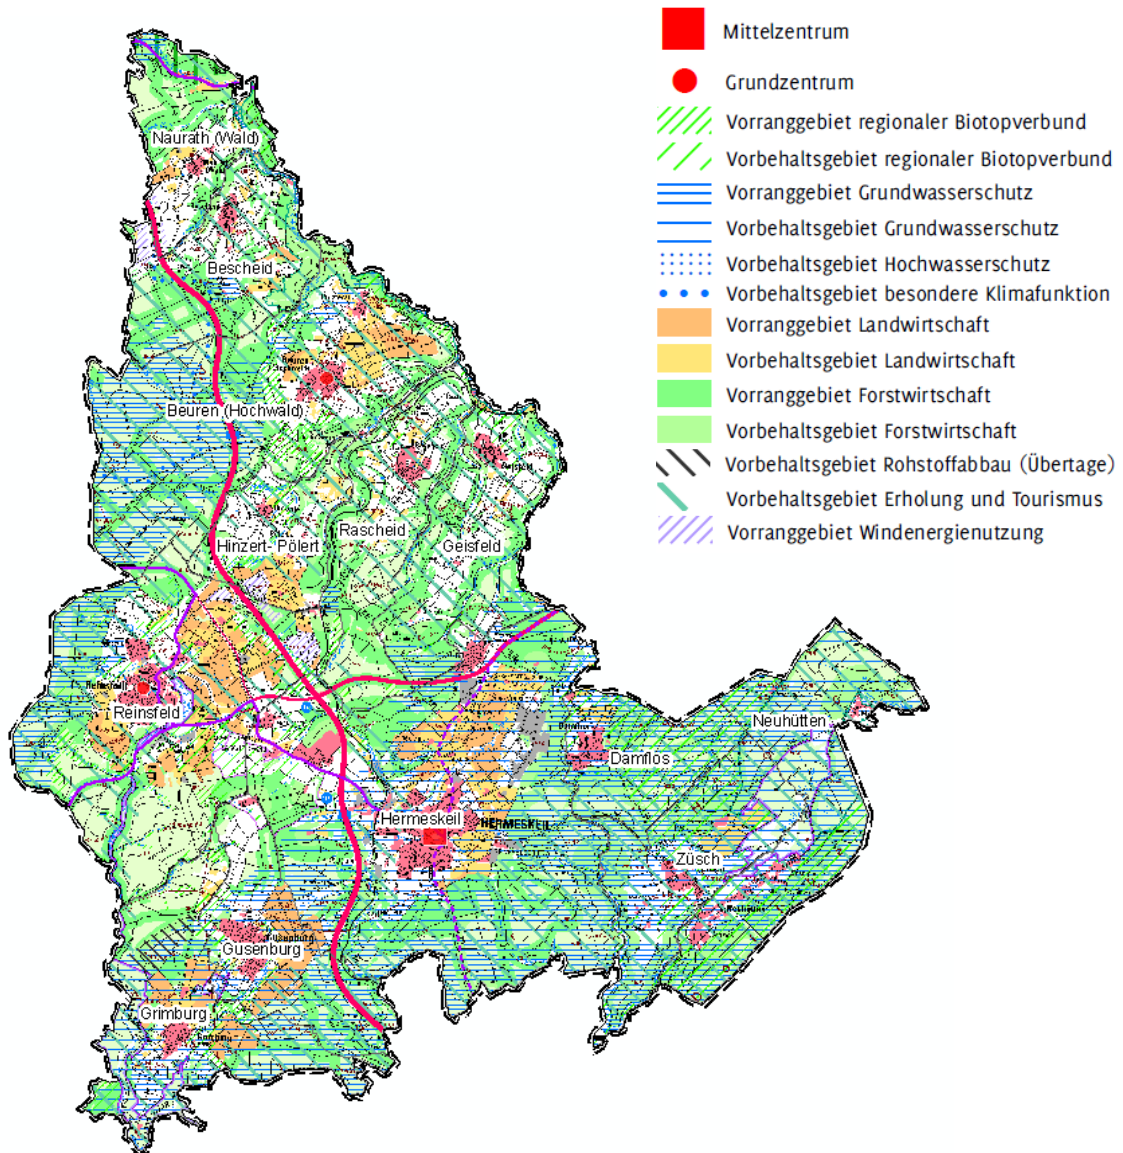 Mittelzentrum
Grundzentrum
Vorranggebiet regionaler Biotopverbund
Vorbehaltsgebiet regionaler Biotopverbund
Vorranggebiet Grundwasserschutz
Vorbehaltsgebiet Grundwasserschutz
Vorbehaltsgebiet Hochwasserschutz
Vorbehaltsgebiet besondere Klimafunktion
Vorranggebiet Landwirtschaft
Vorbehaltsgebiet Landwirtschaft
Vorranggebiet Forstwirtschaft
Vorbehaltsgebiet Forstwirtschaft
Vorbehaltsgebiet Rohstoffabbau (Übertage)
Vorbehaltsgebiet Erholung und Tourismus
Vorranggebiet Windenergienutzung
Naurath (Wald)
Bescheid
Beuren (Hochwald)
Rascheid
Hinzert- Pölert
Geisfeld
Reinsfeld
Neuhütten
Damflos
Hermeskeil
HERMESKEIL
Züsch
Gusenburg
Grimburg